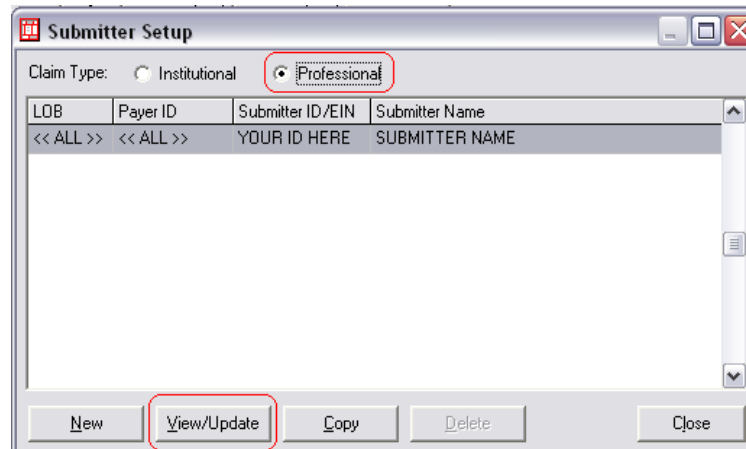 Submitter Setup
Claim Type: Institutional Professional
LOB Payer ID Submitter ID/EIN Submitter Name
<< ALL >> << ALL >> YOUR ID HERE SUBMITTER NAME
New View/Update Copy Delete Close